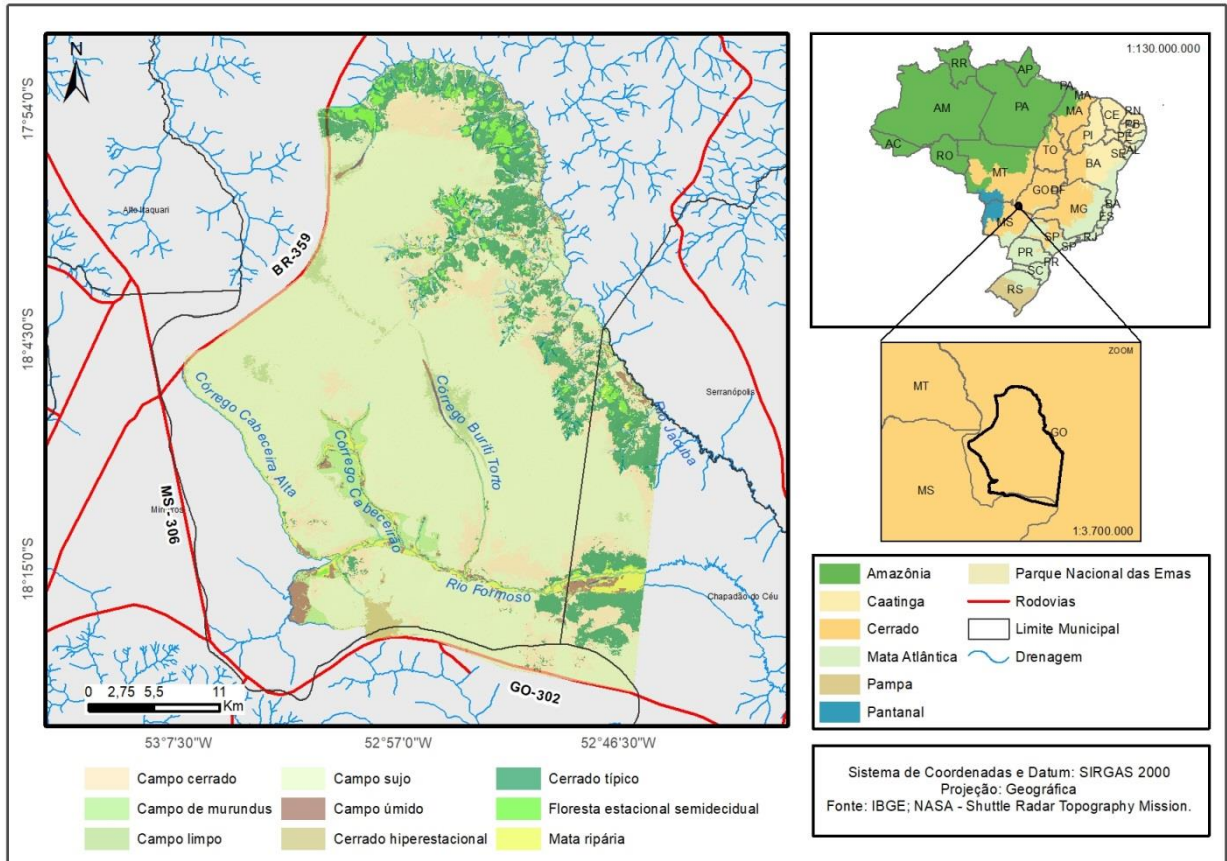 N
17°54'0"S
18°4'30"S
18°15'0"S
53°7'30"W
52°57'0"W
52°46'30"W
Alto Itaquari
BR-359
Córrego Cabeceira Alta
Córrego Cabeceirão
Córrego Buriti Torto
Rio Jacuba
Serranópolis
MS-306
Mineiros
Rio Formoso
Chapadão do Céu
GO-302
0 2,75 5,5 11
Km
1:130.000.000
RR
AP
AM
PA
PA
MA
MA
CE
RN
PB
PE
AL
SE
PI
AC
RO
TO
BA
MT
GO
DF
MG
BA
ES
MS
SP
SP
RJ
PR
PR
SC
RS
ZOOM
MT
GO
MS
1:3.700.000
Amazônia
Caatinga
Cerrado
Mata Atlântica
Pampa
Pantanal
Parque Nacional das Emas
Rodovias
Limite Municipal
Drenagem
Campo cerrado
Campo de murundus
Campo limpo
Campo sujo
Campo úmido
Cerrado hiperestacional
Cerrado típico
Floresta estacional semidecidual
Mata ripária
Sistema de Coordenadas e Datum: SIRGAS 2000
Projeção: Geográfica
Fonte: IBGE; NASA - Shuttle Radar Topography Mission.